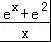 e^x + e^2
x